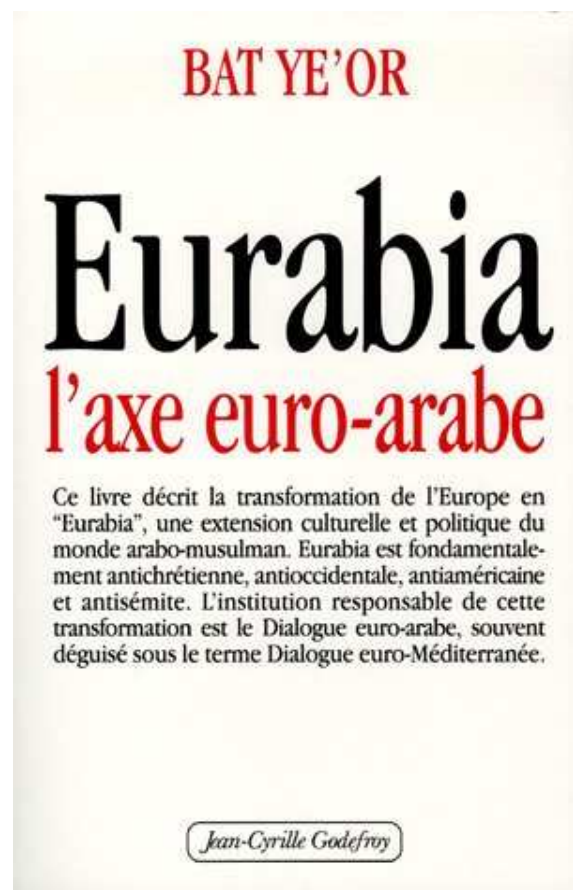 BAT YE'OR
Eurabia
l'axe euro-arabe
Ce livre décrit la transformation de l'Europe en
“Eurabia”, une extension culturelle et politique du
monde arabo-musulman. Eurabia est fondamentale-
ment antichrétienne, antioccidentale, antiaméricaine
et antisémite. L'institution responsable de cette
transformation est le Dialogue euro-arabe, souvent
déguisé sous le terme Dialogue euro-Méditerranée.
Jean-Cyrille Godefroy